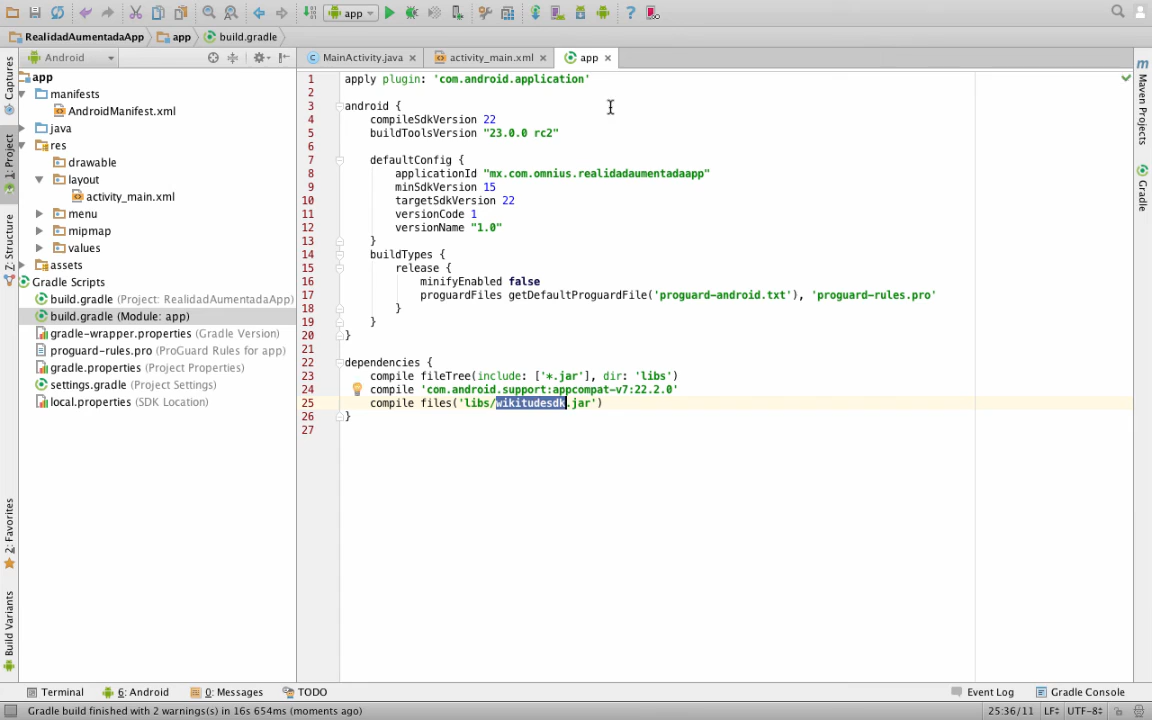 app
RealidadAumentadaApp
app
build.gradle
Android
MainActivity.java
activity_main.xml
app
Captures
1: Project
Z: Structure
2: Favorites
Build Variants
app
manifests
AndroidManifest.xml
java
res
drawable
layout
activity_main.xml
menu
mipmap
values
assets
Gradle Scripts
build.gradle (Project: RealidadAumentadaApp)
build.gradle (Module: app)
gradle-wrapper.properties (Gradle Version)
proguard-rules.pro (ProGuard Rules for app)
gradle.properties (Project Properties)
settings.gradle (Project Settings)
local.properties (SDK Location)
1 apply plugin: 'com.android.application'
2
3 android {
4 compileSdkVersion 22
5 buildToolsVersion "23.0.0 rc2"
6
7 defaultConfig {
8 applicationId "mx.com.omnius.realidadaumentadaapp"
9 minSdkVersion 15
10 targetSdkVersion 22
11 versionCode 1
12 versionName "1.0"
13 }
14 buildTypes {
15 release {
16 minifyEnabled false
17 proguardFiles getDefaultProguardFile('proguard-android.txt'), 'proguard-rules.pro'
18 }
19 }
20 }
21
22 dependencies {
23 compile fileTree(include: ['*.jar'], dir: 'libs')
24 compile 'com.android.support:appcompat-v7:22.2.0'
25 compile files('libs/wikitudesdk.jar')
26 }
27
m
Maven Projects
Gradle
Terminal
6: Android
0: Messages
TODO
Event Log
Gradle Console
Gradle build finished with 2 warnings(s) in 16s 654ms (moments ago)
25:36/11
LF
UTF-8